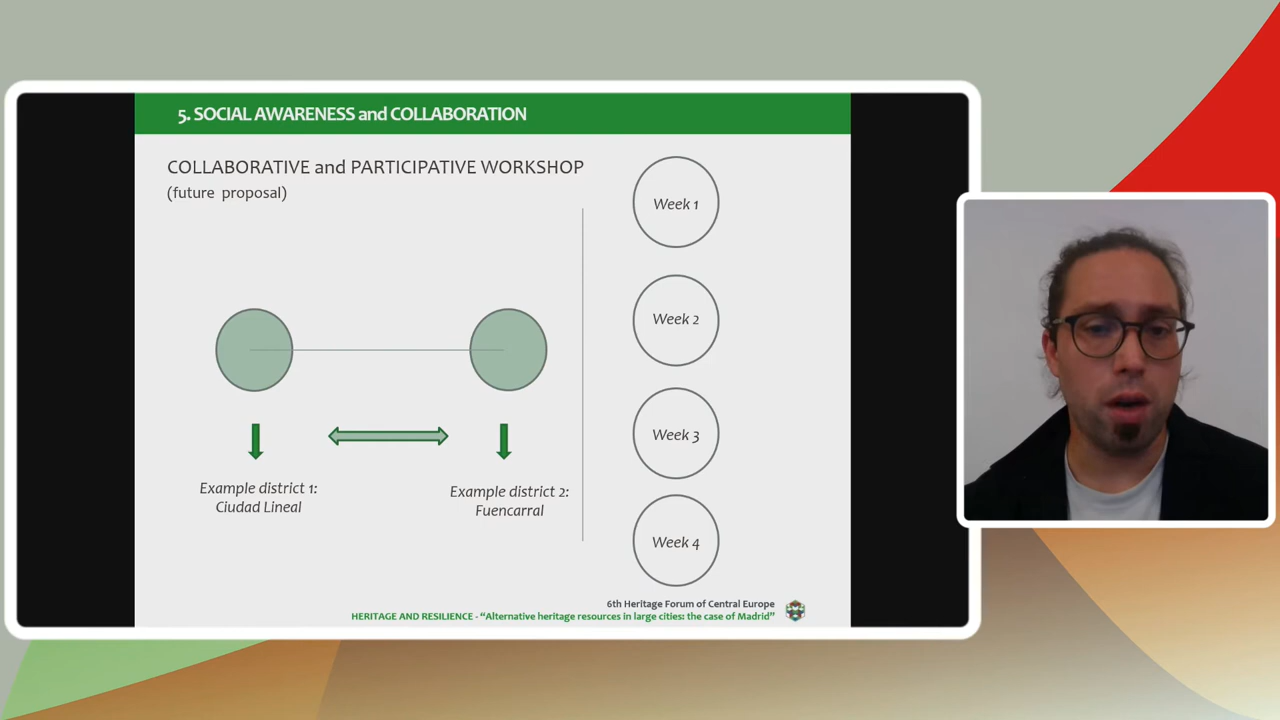 5. SOCIAL AWARENESS and COLLABORATION
COLLABORATIVE and PARTICIPATIVE WORKSHOP
(future proposal)
Example district 1:
Ciudad Lineal
Example district 2:
Fuencarral
Week 1
Week 2
Week 3
Week 4
6th Heritage Forum of Central Europe
HERITAGE AND RESILIENCE - “Alternative heritage resources in large cities: the case of Madrid”